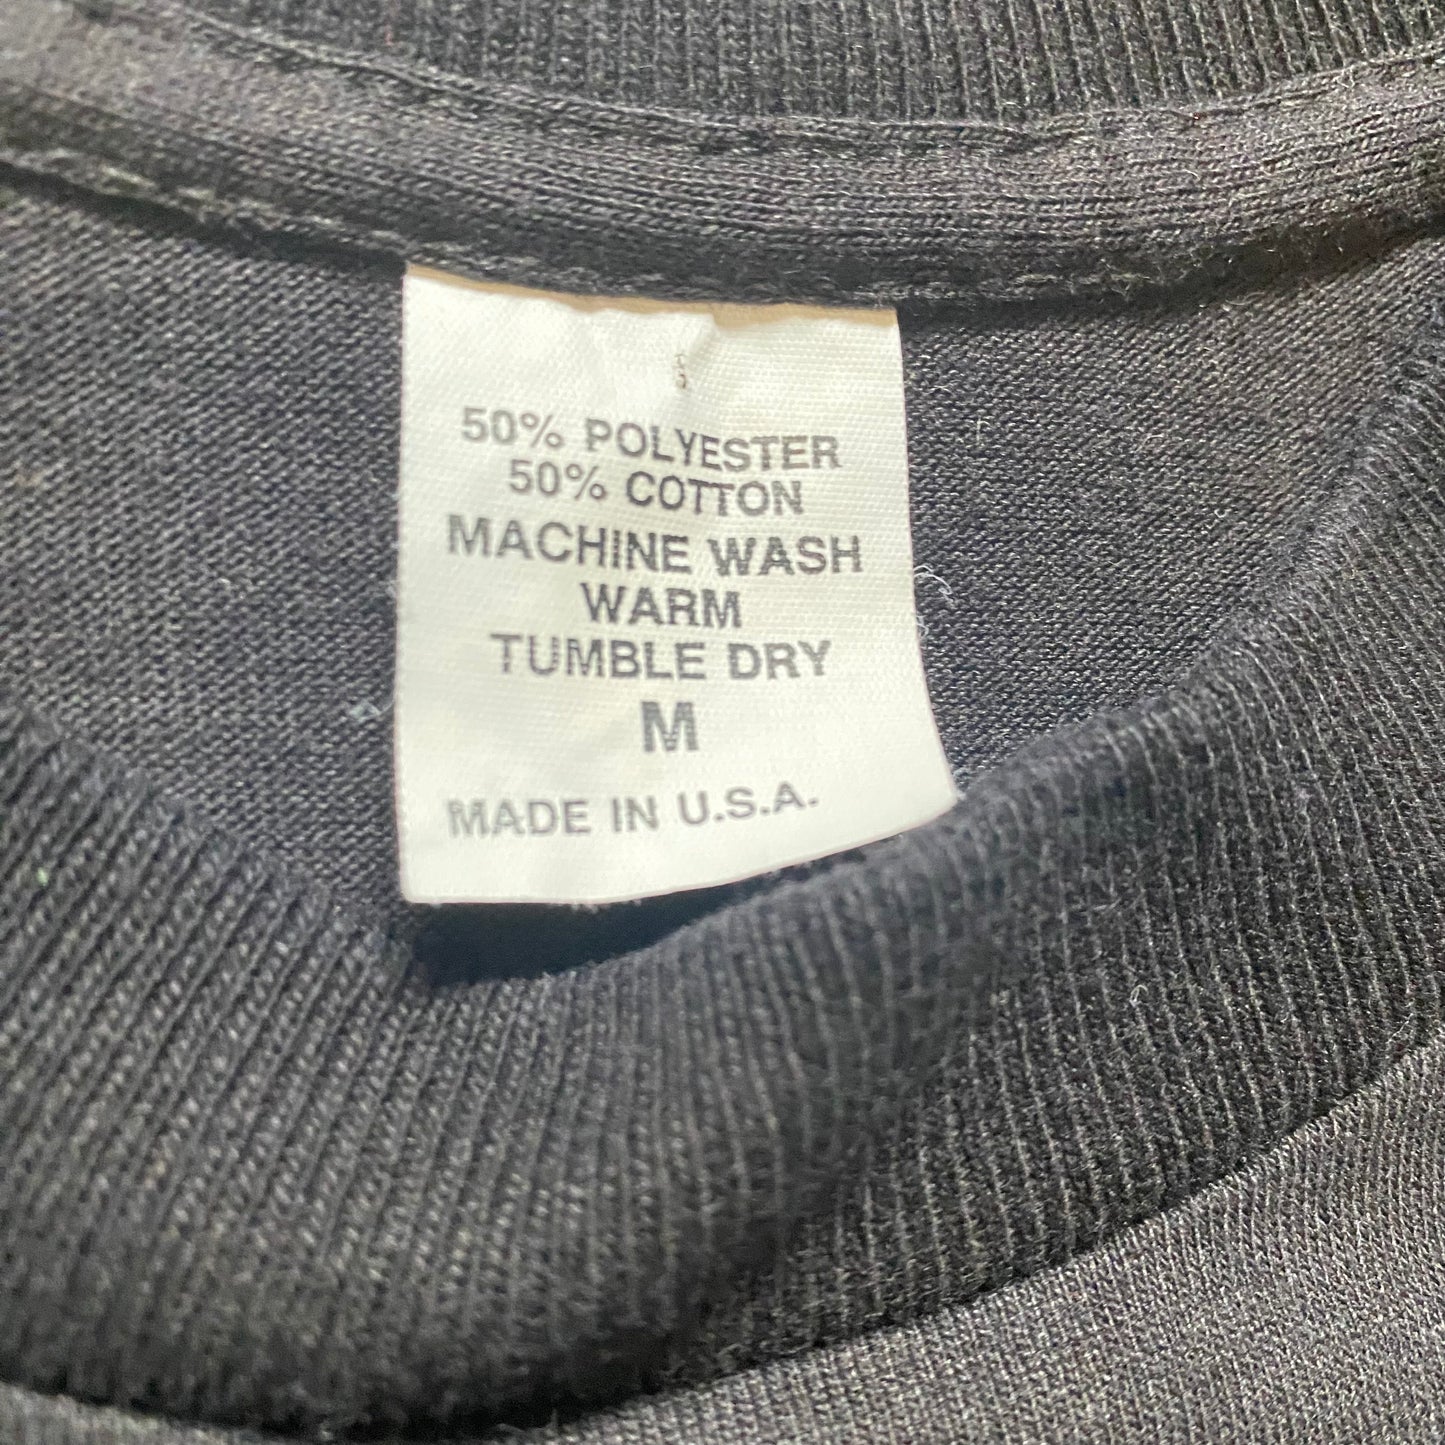 50% POLYESTER
50% COTTON
MACHINE WASH
WARM
TUMBLE DRY
M
MADE IN U.S.A.